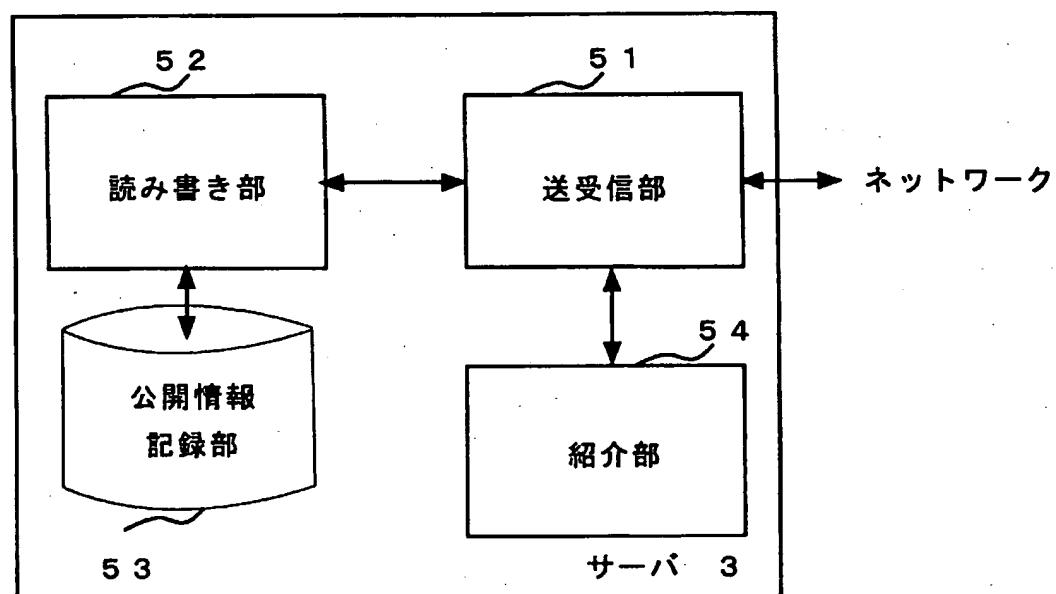 ５２
５１
読み書き部
送受信部
ネットワーク
５４
公開情報
記録部
紹介部
５３
サーバ　３